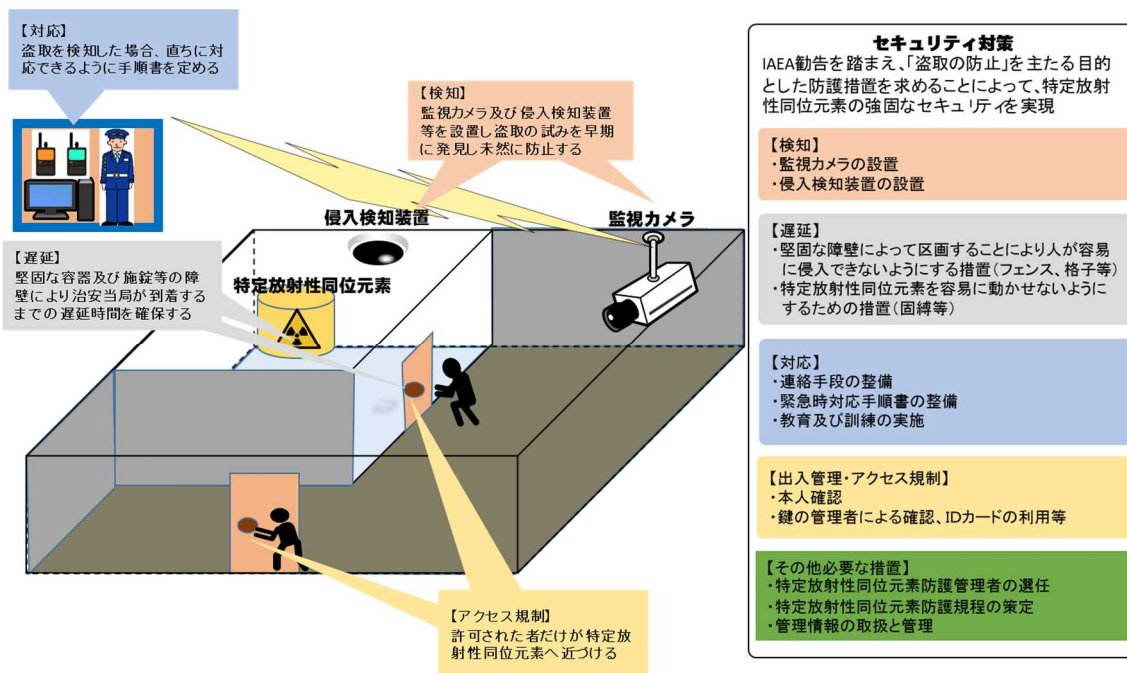 【対応】
盗取を検知した場合、直ちに対
応できるように手順書を定める
【検知】
監視カメラ及び侵入検知装置
等を設置し盗取の試みを早期
に発見し未然に防止する
侵入検知装置
監視カメラ
【遅延】
堅固な容器及び施錠等の障
壁により治安当局が到着する
までの遅延時間を確保する
特定放射性同位元素
【アクセス規制】
許可された者だけが特定放
射性同位元素へ近づける
セキュリティ対策
IAEA勧告を踏まえ、「盗取の防止」を主たる目的
とした防護措置を求めることによって、特定放射
性同位元素の強固なセキュリティを実現
【検知】
・監視カメラの設置
・侵入検知装置の設置
【遅延】
・堅固な障壁によって区画することにより人が容易
に侵入できないようにする措置(フェンス、格子等)
・特定放射性同位元素を容易に動かせないように
するための措置(固縛等)
【対応】
・連絡手段の整備
・緊急時対応手順書の整備
・教育及び訓練の実施
【出入管理・アクセス規制】
・本人確認
・鍵の管理者による確認、IDカードの利用等
【その他必要な措置】
・特定放射性同位元素防護管理者の選任
・特定放射性同位元素防護規程の策定
・管理情報の取扱と管理